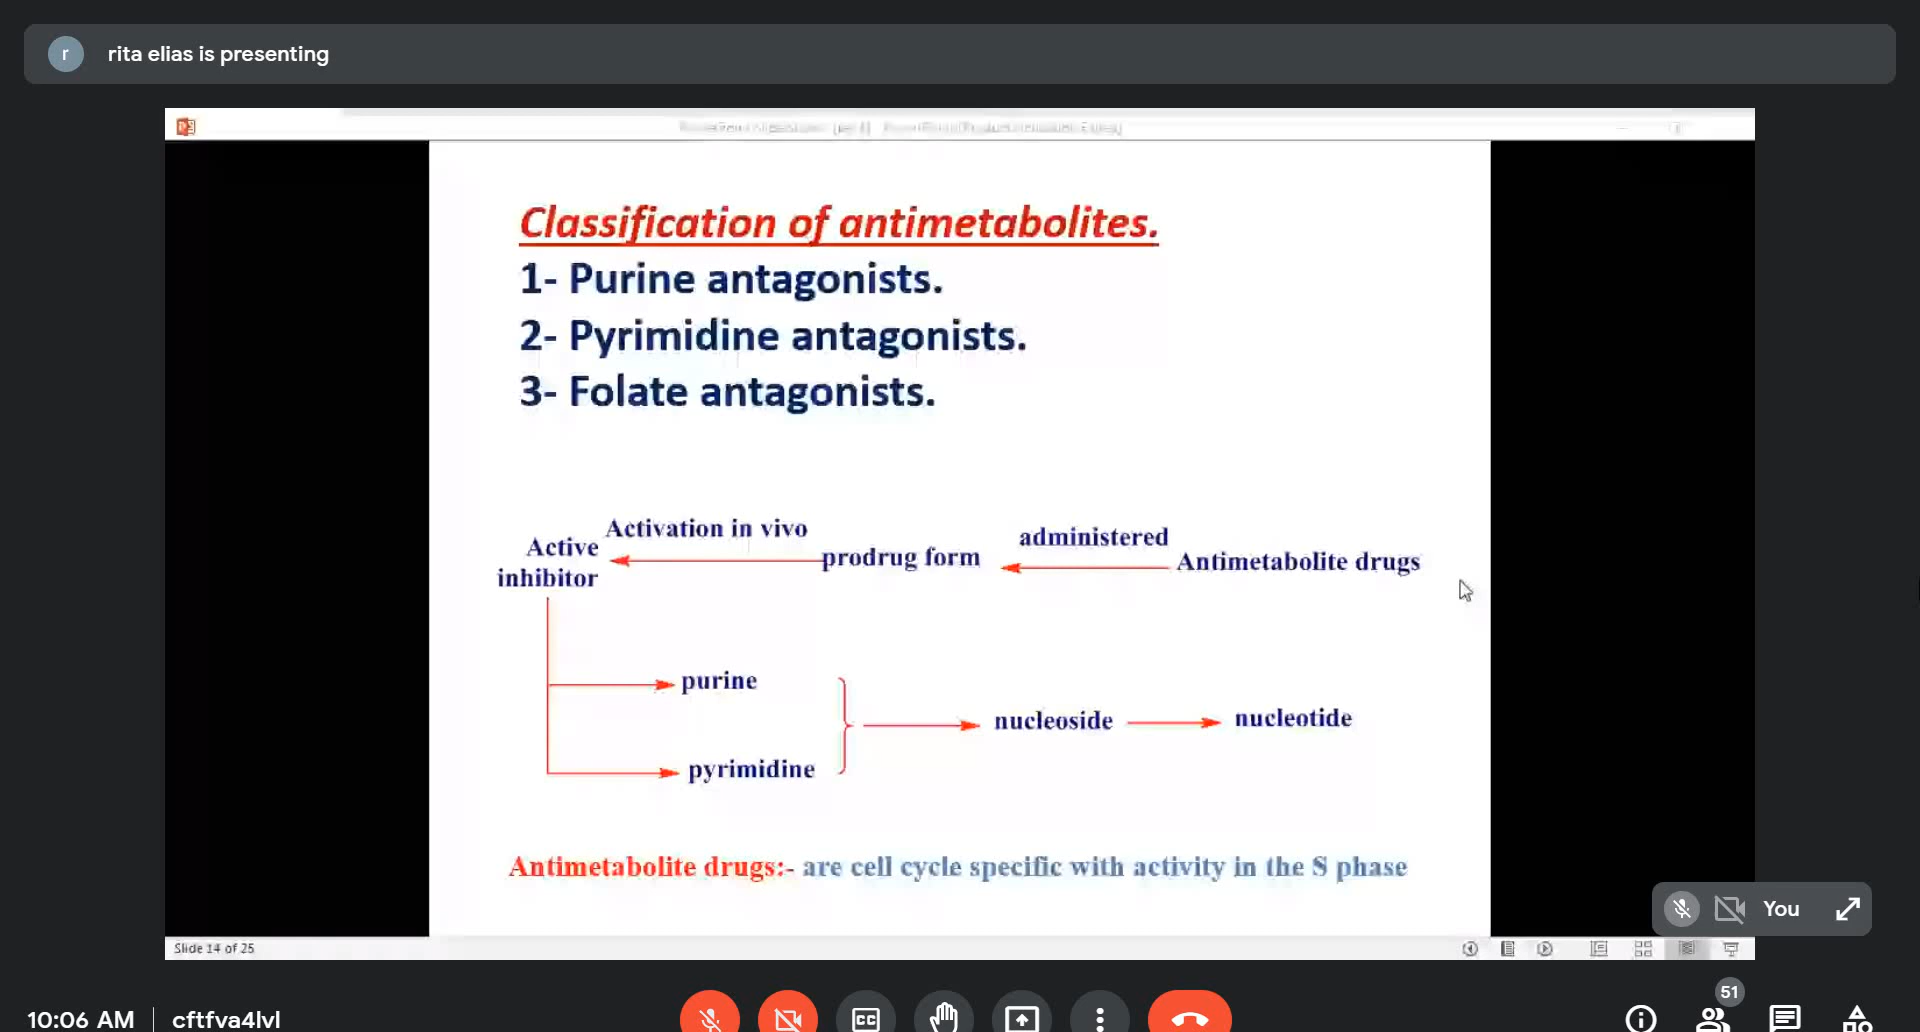 r
rita elias is presenting
Classification of antimetabolites.
1- Purine antagonists.
2- Pyrimidine antagonists.
3- Folate antagonists.
Activation in vivo
administered
Active
inhibitor
prodrug form
Antimetabolite drugs
purine
nucleoside
nucleotide
pyrimidine
Antimetabolite drugs:- are cell cycle specific with activity in the S phase
You
Slide 14 of 25
51
10:06 AM
cftfva4lvl
CC